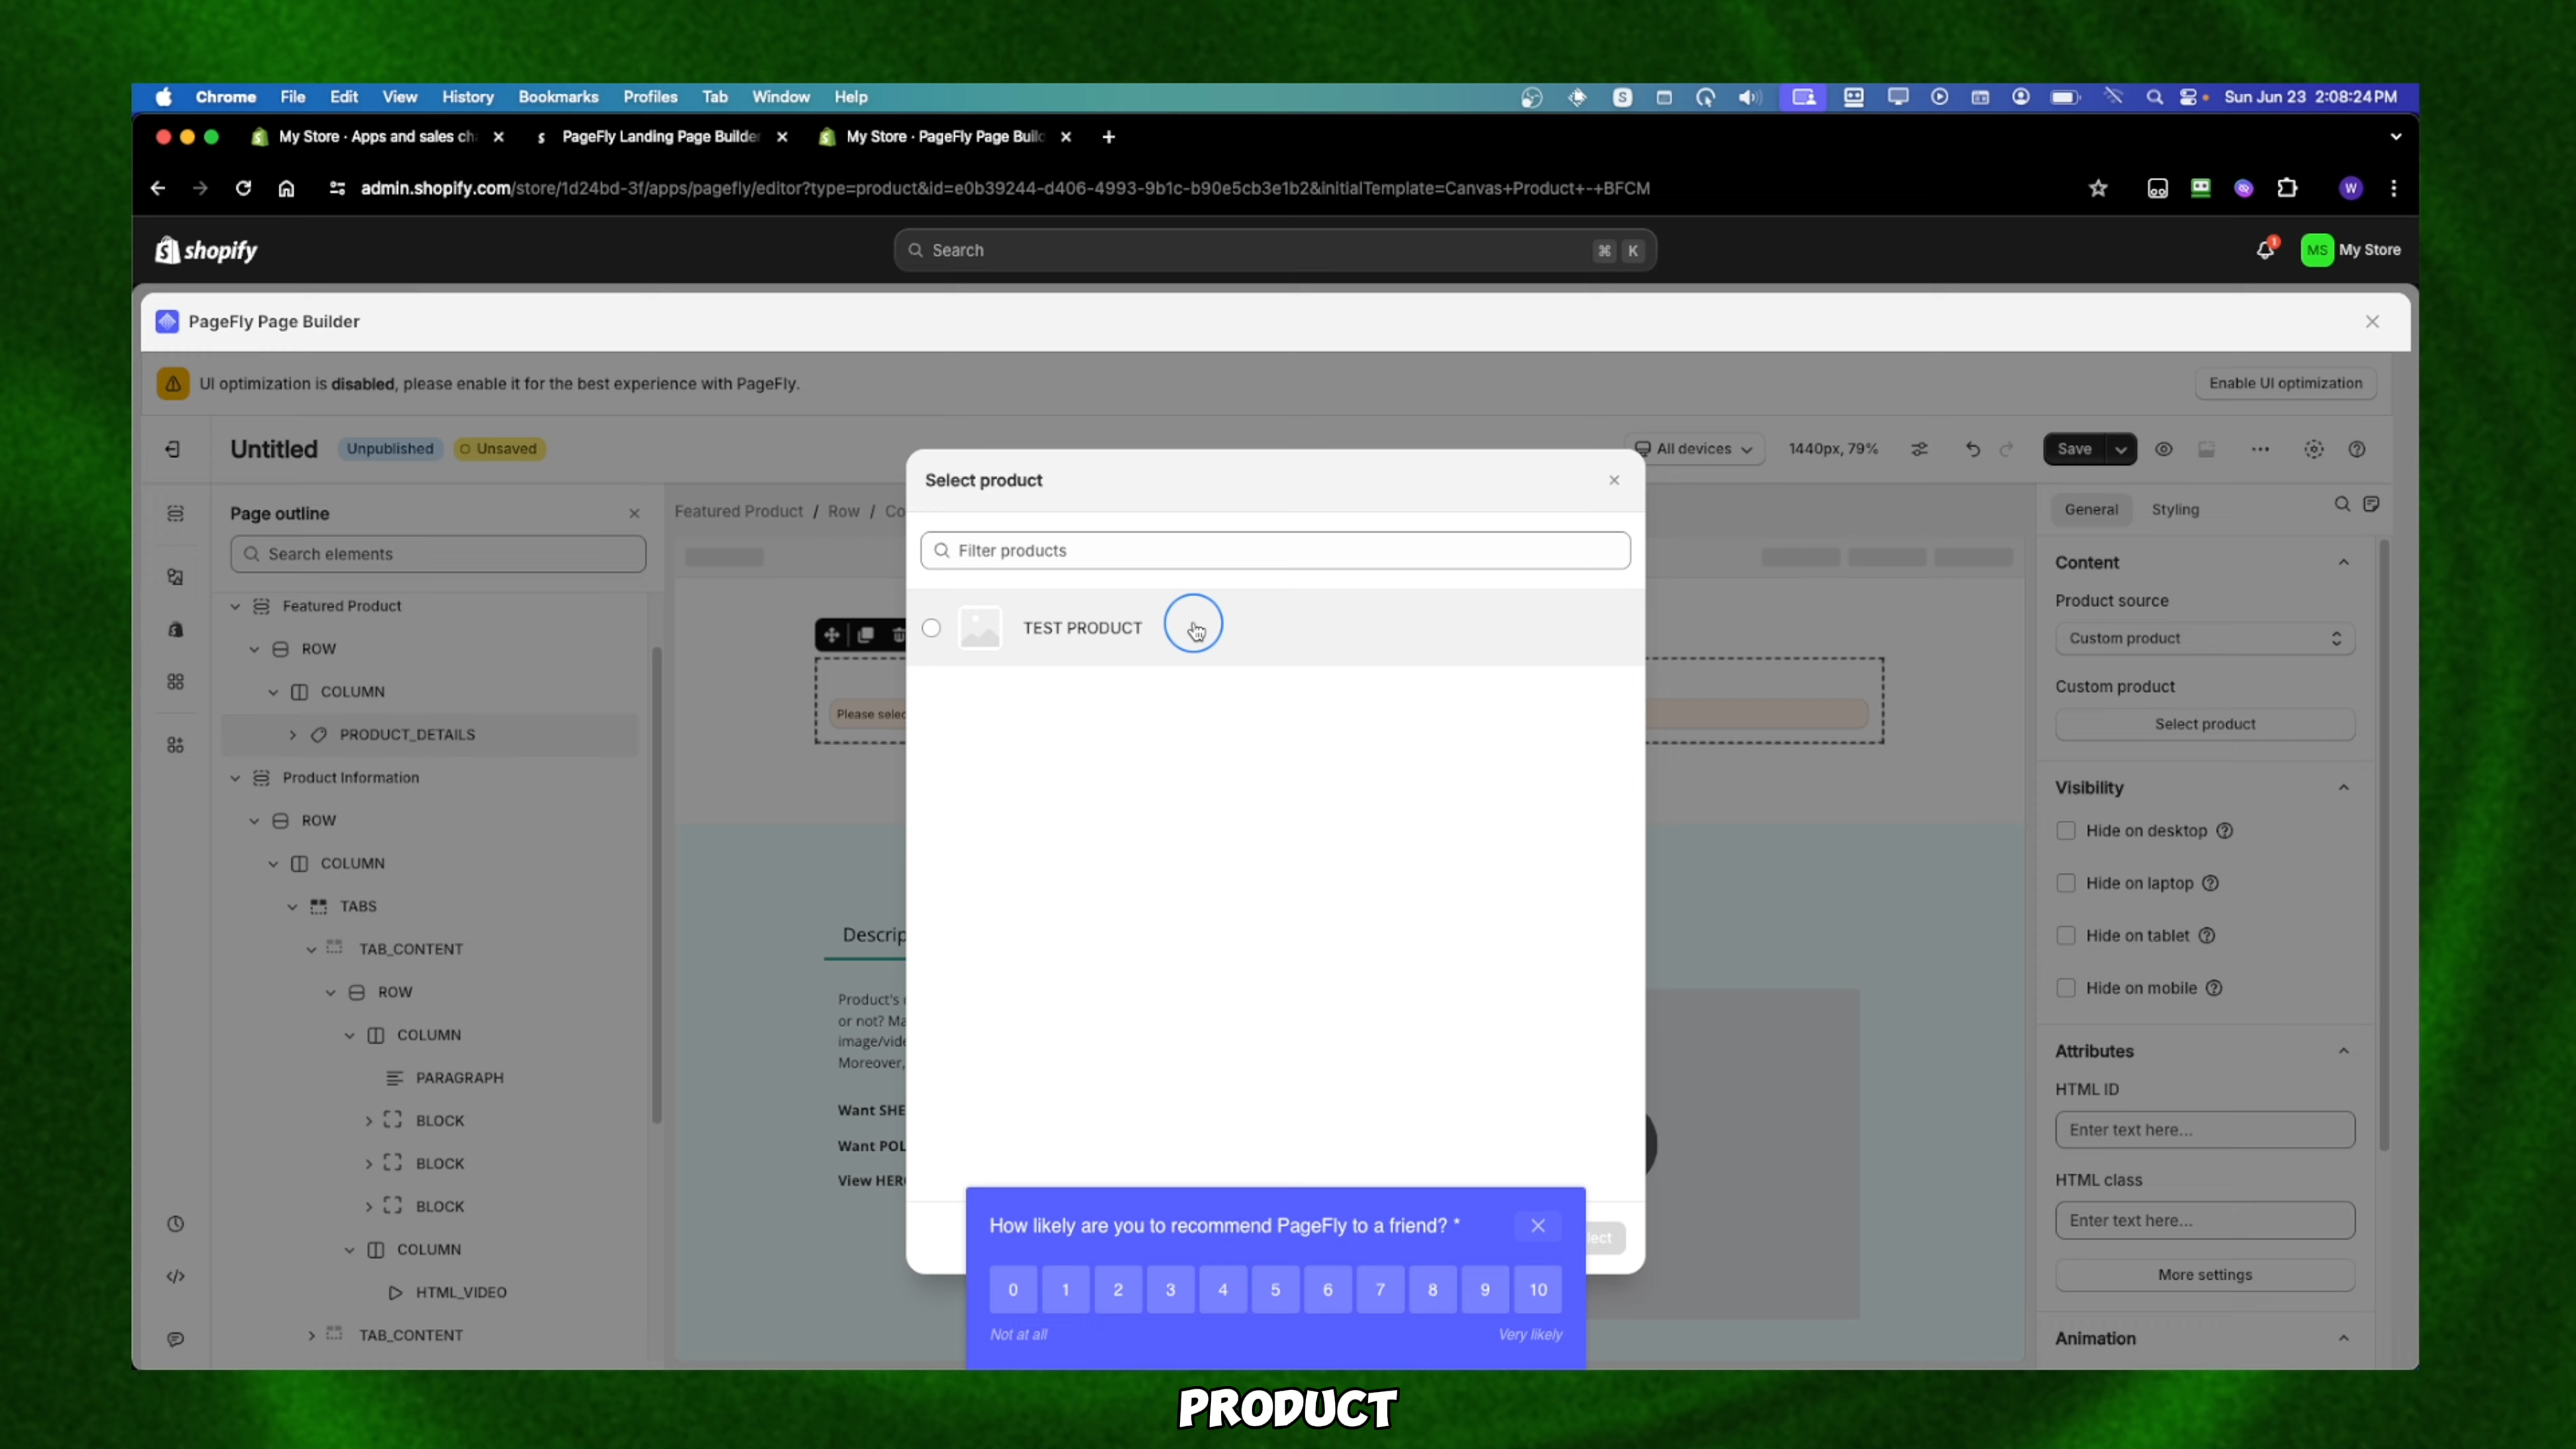 Chrome File Edit View History Bookmarks Profiles Tab Window Help Sun Jun 23 2:08:24 PM
My Store · Apps and sales ch
PageFly Landing Page Builder
My Store · PageFly Page Build
admin.shopify.com/store/1d24bd-3f/apps/pagefly/editor?type=product&id=e0b39244-d406-4993-9b1c-b90e5cb3e1b2&initialTemplate=Canvas+Product+-+BFCM
W
shopify
Search
⌘ K
1
MS My Store
PageFly Page Builder
UI optimization is disabled, please enable it for the best experience with PageFly.
Enable UI optimization
Untitled
Unpublished
Unsaved
All devices
1440px, 79%
Save
Page outline
Search elements
Featured Product
ROW
COLUMN
PRODUCT_DETAILS
Product Information
ROW
COLUMN
TABS
TAB_CONTENT
ROW
COLUMN
PARAGRAPH
BLOCK
BLOCK
BLOCK
COLUMN
HTML_VIDEO
TAB_CONTENT
Featured Product / Row / Co
Please selec
Descrip
Product's
or not? Ma
image/vide
Moreover,
Want SHE
Want POL
View HER
Select product
Filter products
TEST PRODUCT
lect
How likely are you to recommend PageFly to a friend? *
0 1 2 3 4 5 6 7 8 9 10
Not at all
Very likely
General
Styling
Content
Product source
Custom product
Custom product
Select product
Visibility
Hide on desktop
Hide on laptop
Hide on tablet
Hide on mobile
Attributes
HTML ID
Enter text here...
HTML class
Enter text here...
More settings
Animation
PRODUCT